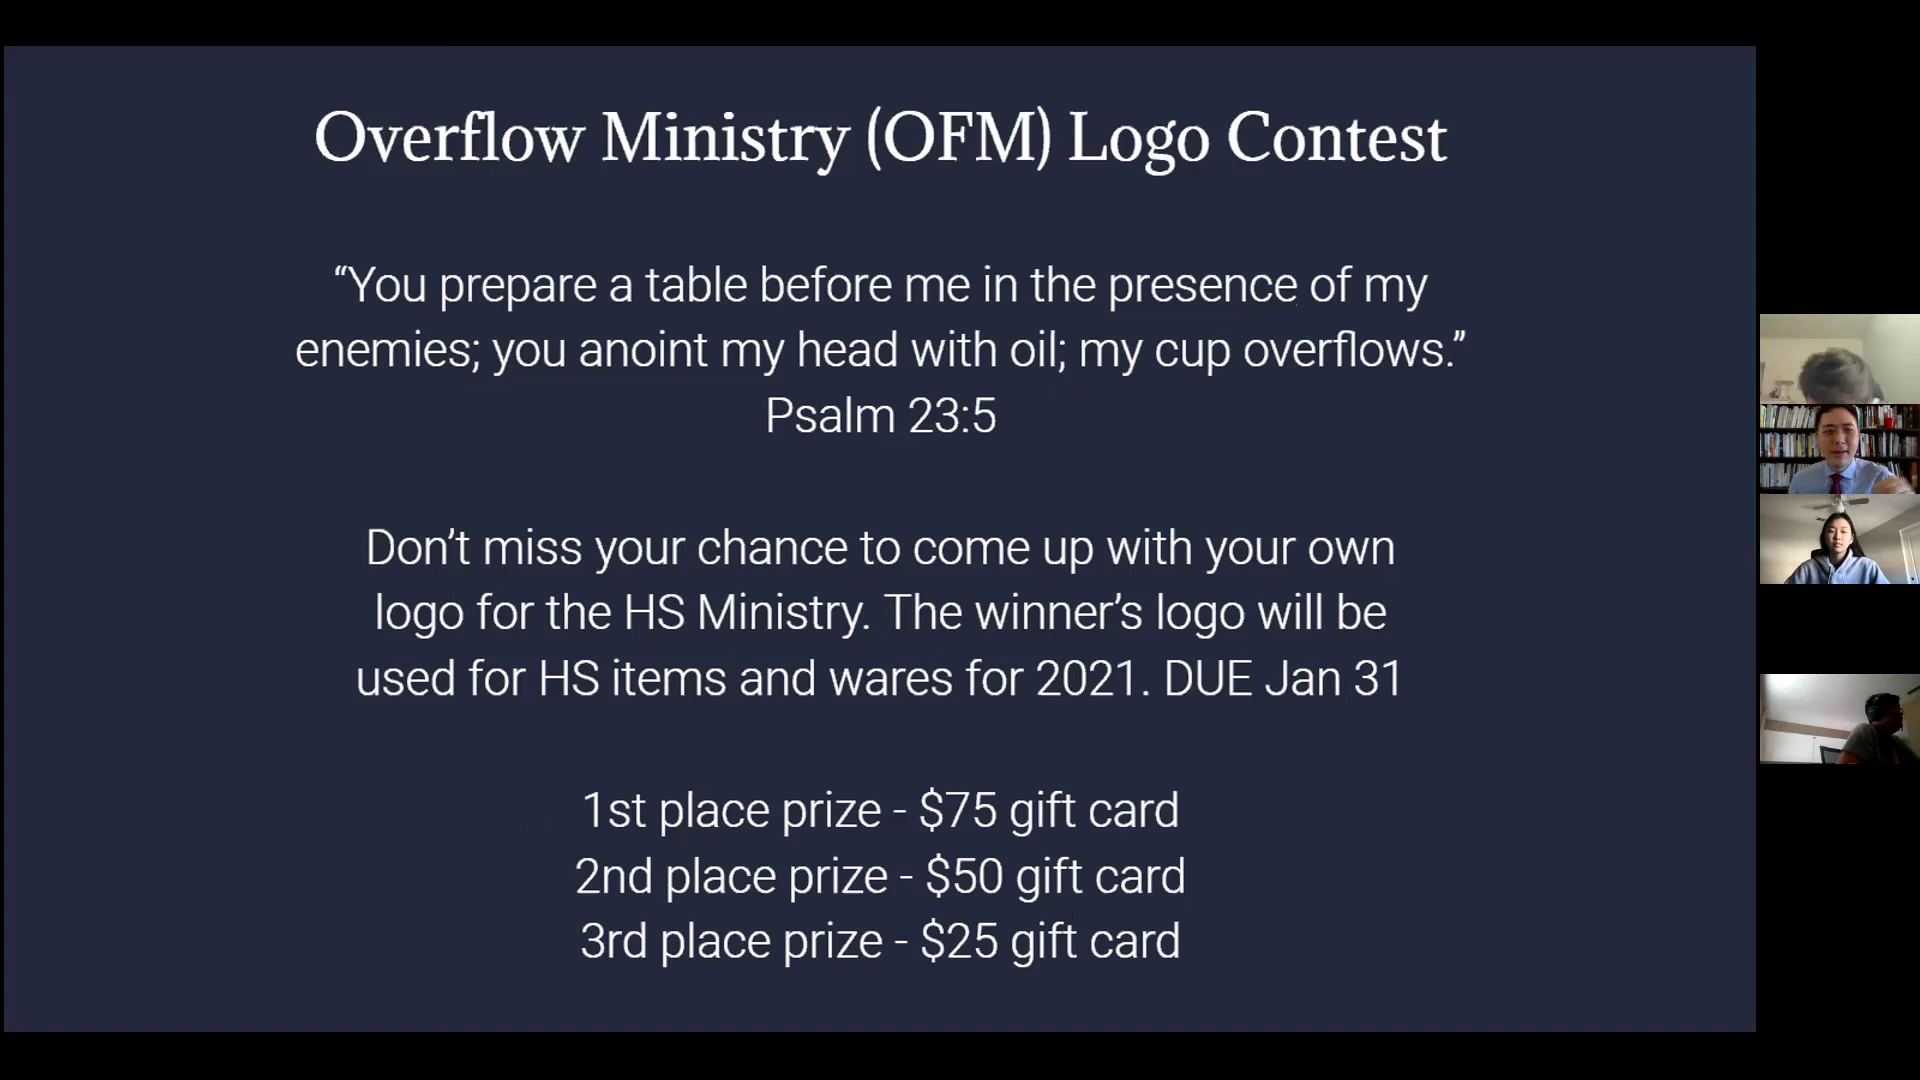 Overflow Ministry (OFM) Logo Contest
“You prepare a table before me in the presence of my
enemies; you anoint my head with oil; my cup overflows.”
Psalm 23:5
Don’t miss your chance to come up with your own
logo for the HS Ministry. The winner’s logo will be
used for HS items and wares for 2021. DUE Jan 31
1st place prize - $75 gift card
2nd place prize - $50 gift card
3rd place prize - $25 gift card